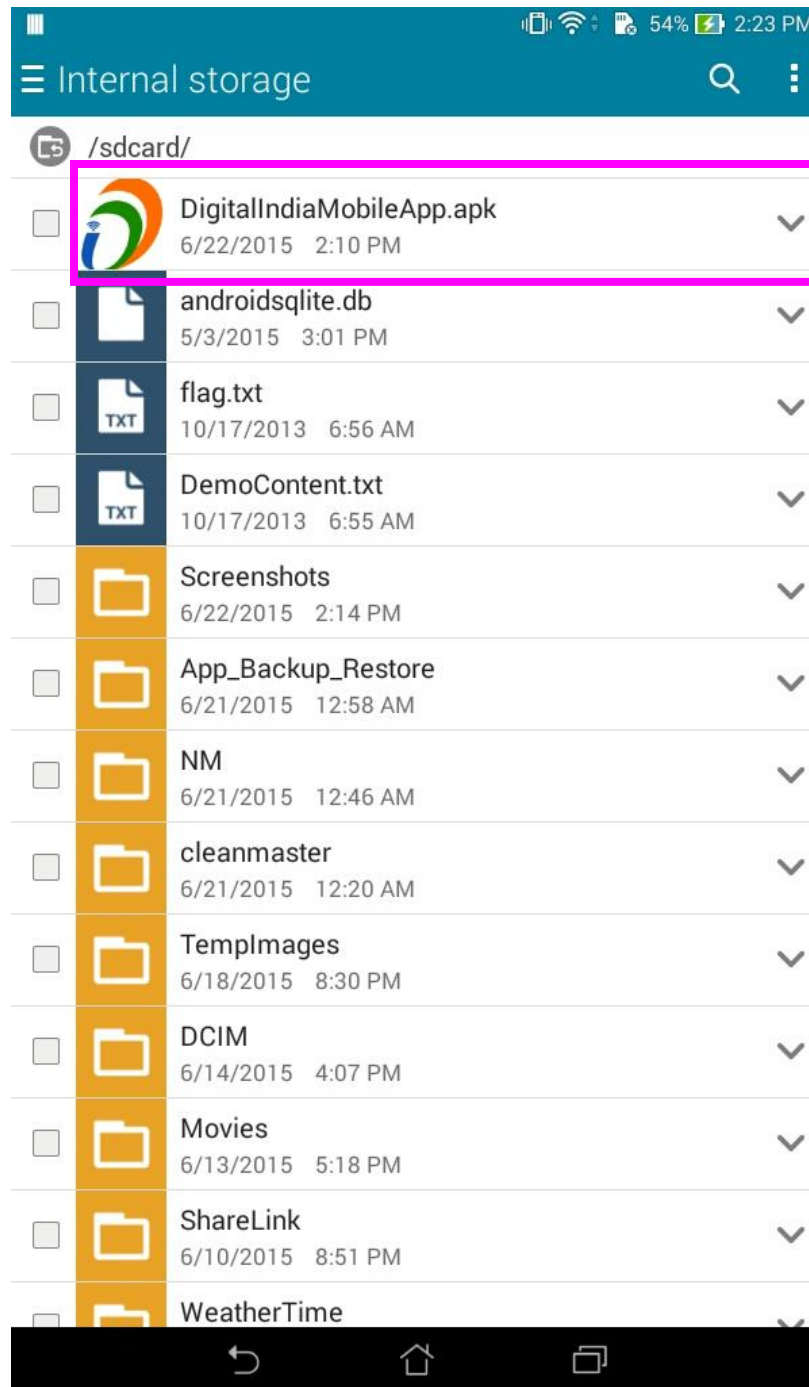 54% 2:23 PM
Internal storage
/sdcard/
DigitalIndiaMobileApp.apk
6/22/2015 2:10 PM
androidsqlite.db
5/3/2015 3:01 PM
TXT
flag.txt
10/17/2013 6:56 AM
TXT
DemoContent.txt
10/17/2013 6:55 AM
Screenshots
6/22/2015 2:14 PM
App_Backup_Restore
6/21/2015 12:58 AM
NM
6/21/2015 12:46 AM
cleanmaster
6/21/2015 12:20 AM
TempImages
6/18/2015 8:30 PM
DCIM
6/14/2015 4:07 PM
Movies
6/13/2015 5:18 PM
ShareLink
6/10/2015 8:51 PM
WeatherTime